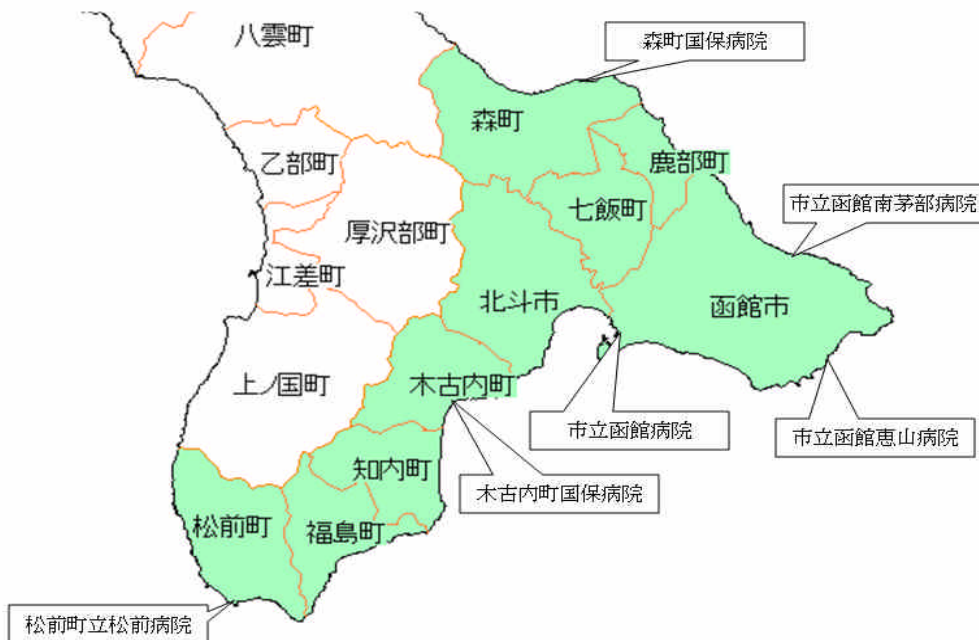 八雲町
森町国保病院
森町
乙部町
鹿部町
市立函館南茅部病院
七飯町
厚沢部町
江差町
北斗市
函館市
上ノ国町
木古内町
市立函館病院
市立函館恵山病院
知内町
木古内町国保病院
松前町
福島町
松前町立松前病院